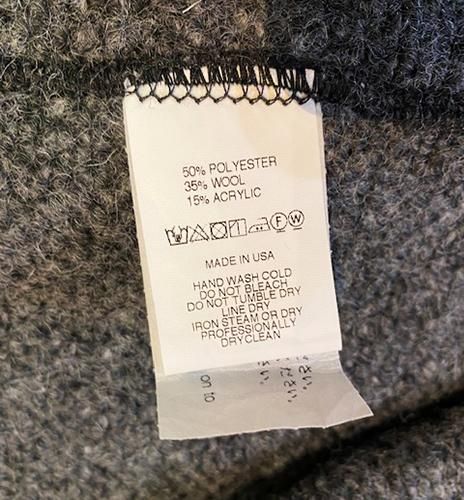 50% POLYESTER
35% WOOL
15% ACRYLIC
F W
MADE IN USA
HAND WASH COLD
DO NOT BLEACH
DO NOT TUMBLE DRY
LINE DRY
IRON STEAM OR DRY
PROFESSIONALLY
DRYCLEAN